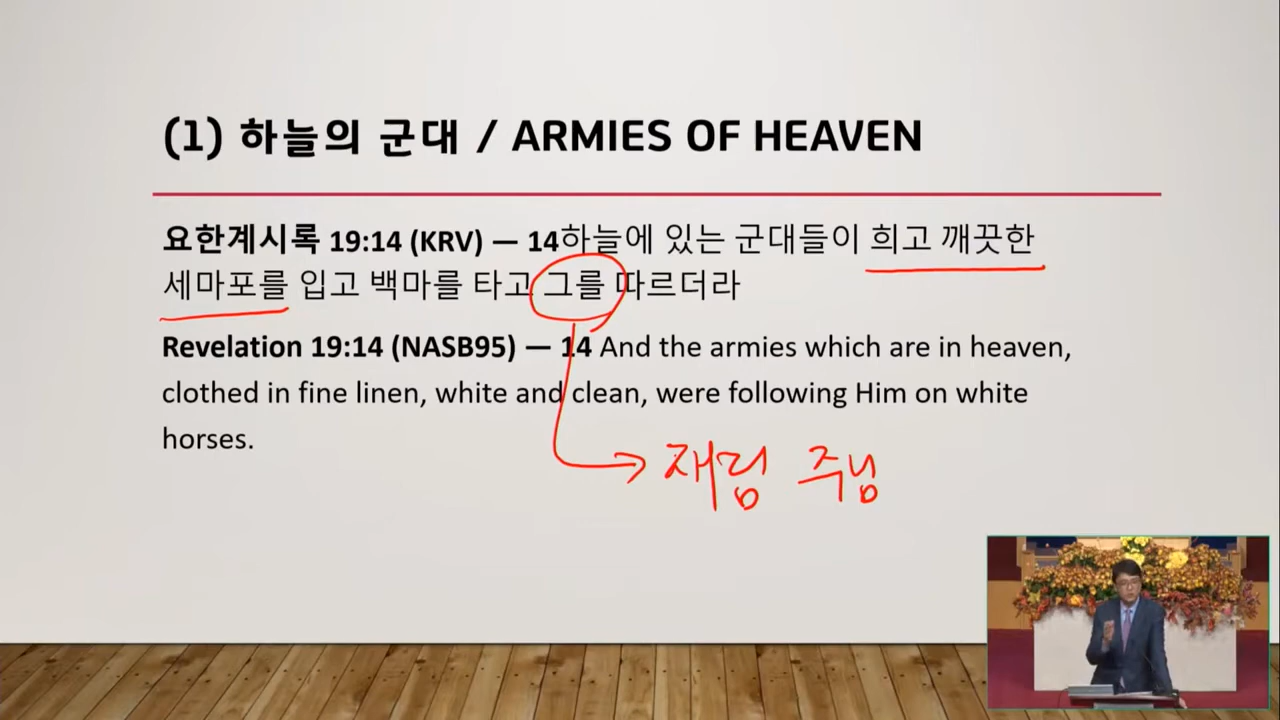 (1) 하늘의 군대 / ARMIES OF HEAVEN
요한계시록 19:14 (KRV) — 14하늘에 있는 군대들이 희고 깨끗한
세마포를 입고 백마를 타고 그를 따르더라
Revelation 19:14 (NASB95) — 14 And the armies which are in heaven,
clothed in fine linen, white and clean, were following Him on white
horses.
재림 주님